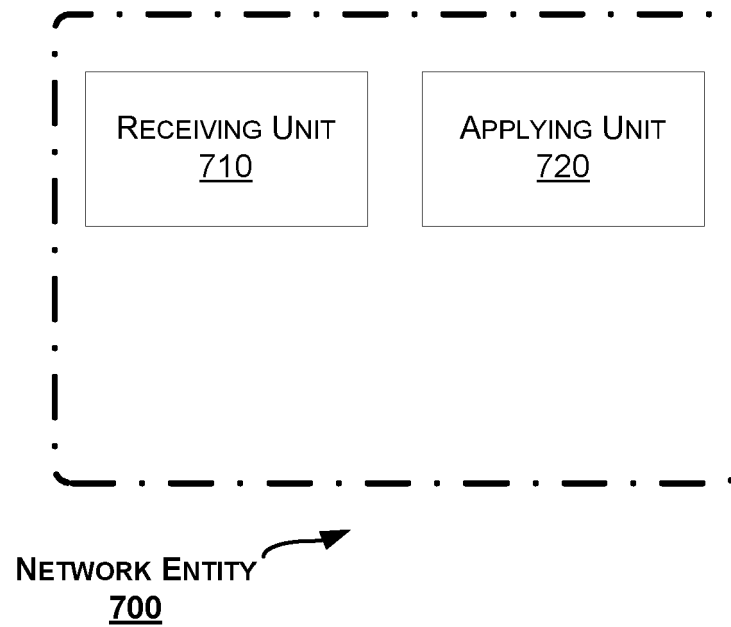 RECEIVING UNIT
710
APPLYING UNIT
720
NETWORK ENTITY
700